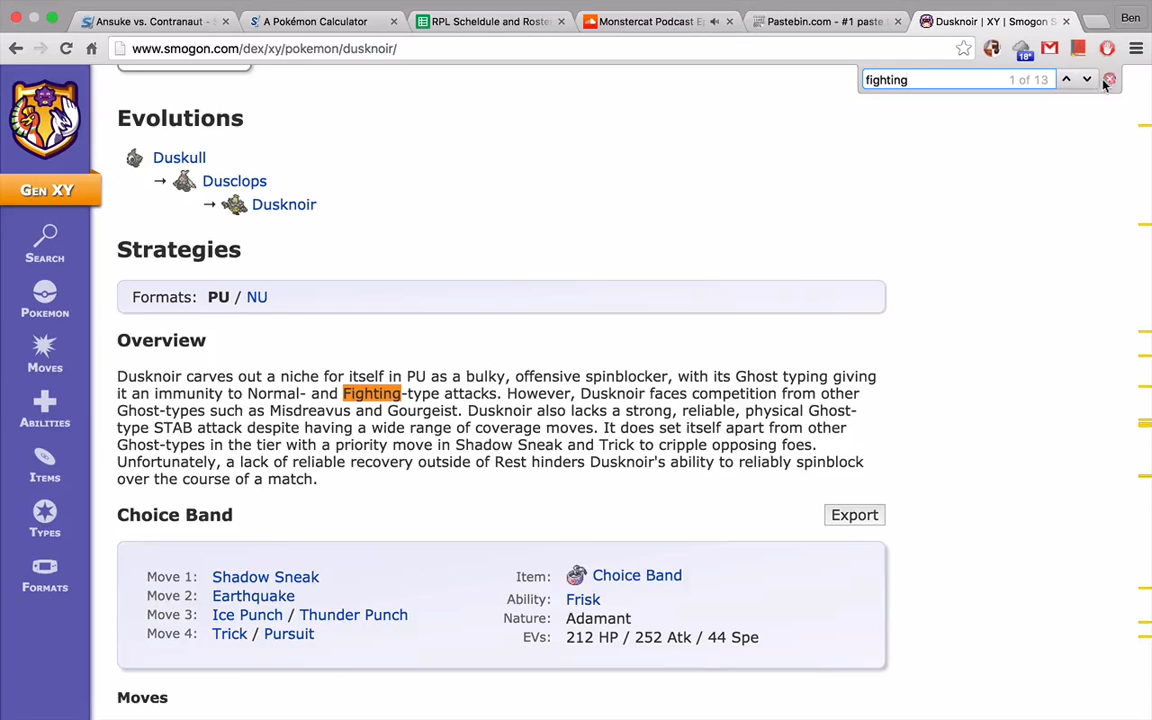 Ansuke vs. Contranaut - S
A Pokémon Calculator
RPL Scheldule and Roster
Monstercat Podcast Ep
Pastebin.com - #1 paste
Dusknoir | XY | Smogon S
Ben
www.smogon.com/dex/xy/pokemon/dusknoir/
18°
fighting 1 of 13
GEN XY
SEARCH
POKEMON
MOVES
ABILITIES
ITEMS
TYPES
FORMATS
Evolutions
Duskull
→ Dusclops
→ Dusknoir
Strategies
Formats: PU / NU
Overview
Dusknoir carves out a niche for itself in PU as a bulky, offensive spinblocker, with its Ghost typing giving
it an immunity to Normal- and Fighting-type attacks. However, Dusknoir faces competition from other
Ghost-types such as Misdreavus and Gourgeist. Dusknoir also lacks a strong, reliable, physical Ghost-
type STAB attack despite having a wide range of coverage moves. It does set itself apart from other
Ghost-types in the tier with a priority move in Shadow Sneak and Trick to cripple opposing foes.
Unfortunately, a lack of reliable recovery outside of Rest hinders Dusknoir's ability to reliably spinblock
over the course of a match.
Choice Band
Export
Move 1: Shadow Sneak
Move 2: Earthquake
Move 3: Ice Punch / Thunder Punch
Move 4: Trick / Pursuit
Item: Choice Band
Ability: Frisk
Nature: Adamant
EVs: 212 HP / 252 Atk / 44 Spe
Moves